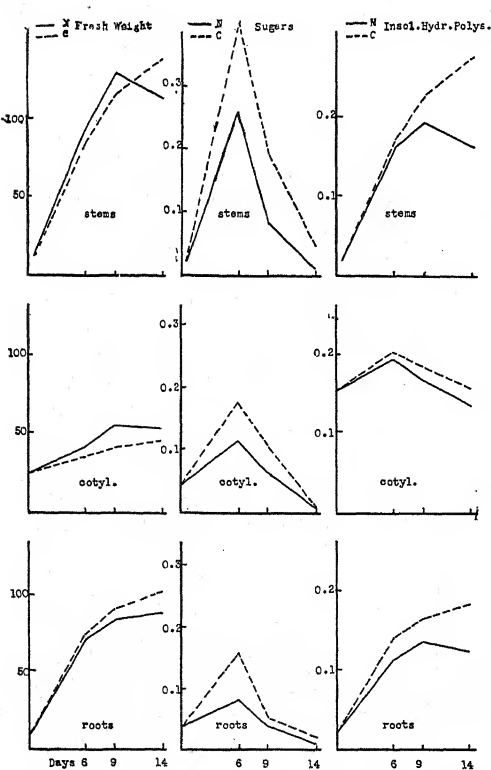 N Fresh Weight
C
N Sugars
C
N Insol.Hydr.Polys.
C
100
50
stems
0.3
0.2
0.1
stems
0.2
0.1
stems
100
50
cotyl.
0.3
0.2
0.1
cotyl.
0.2
0.1
cotyl.
100
50
roots
0.3
0.2
0.1
roots
0.2
0.1
roots
Days 6 9 14
6 9 14
6 9 14